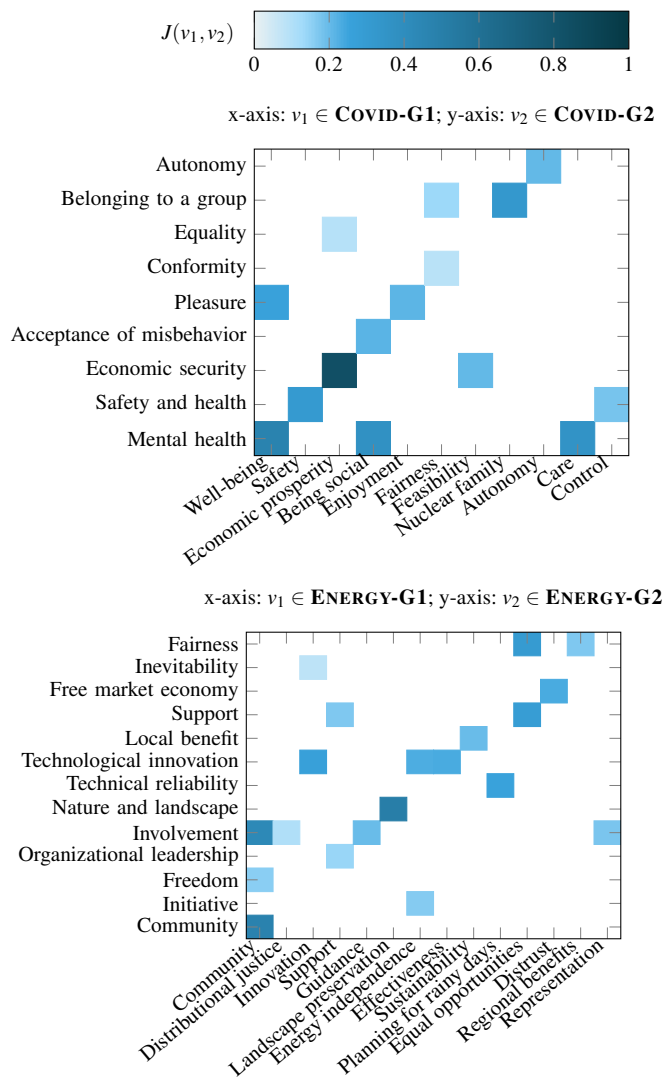 J(v₁, v₂)
0 0.2 0.4 0.6 0.8 1
x-axis: v₁ ∈ COVID-G1; y-axis: v₂ ∈ COVID-G2
Autonomy
Belonging to a group
Equality
Conformity
Pleasure
Acceptance of misbehavior
Economic security
Safety and health
Mental health
Well-being
Safety
Economic prosperity
Being social
Enjoyment
Fairness
Feasibility
Nuclear family
Autonomy
Care
Control
x-axis: v₁ ∈ ENERGY-G1; y-axis: v₂ ∈ ENERGY-G2
Fairness
Inevitability
Free market economy
Support
Local benefit
Technological innovation
Technical reliability
Nature and landscape
Involvement
Organizational leadership
Freedom
Initiative
Community
Community
Distributional justice
Innovation
Support
Guidance
Landscape preservation
Energy independence
Effectiveness
Sustainability
Planning for rainy days
Equal opportunities
Distrust
Regional benefits
Representation